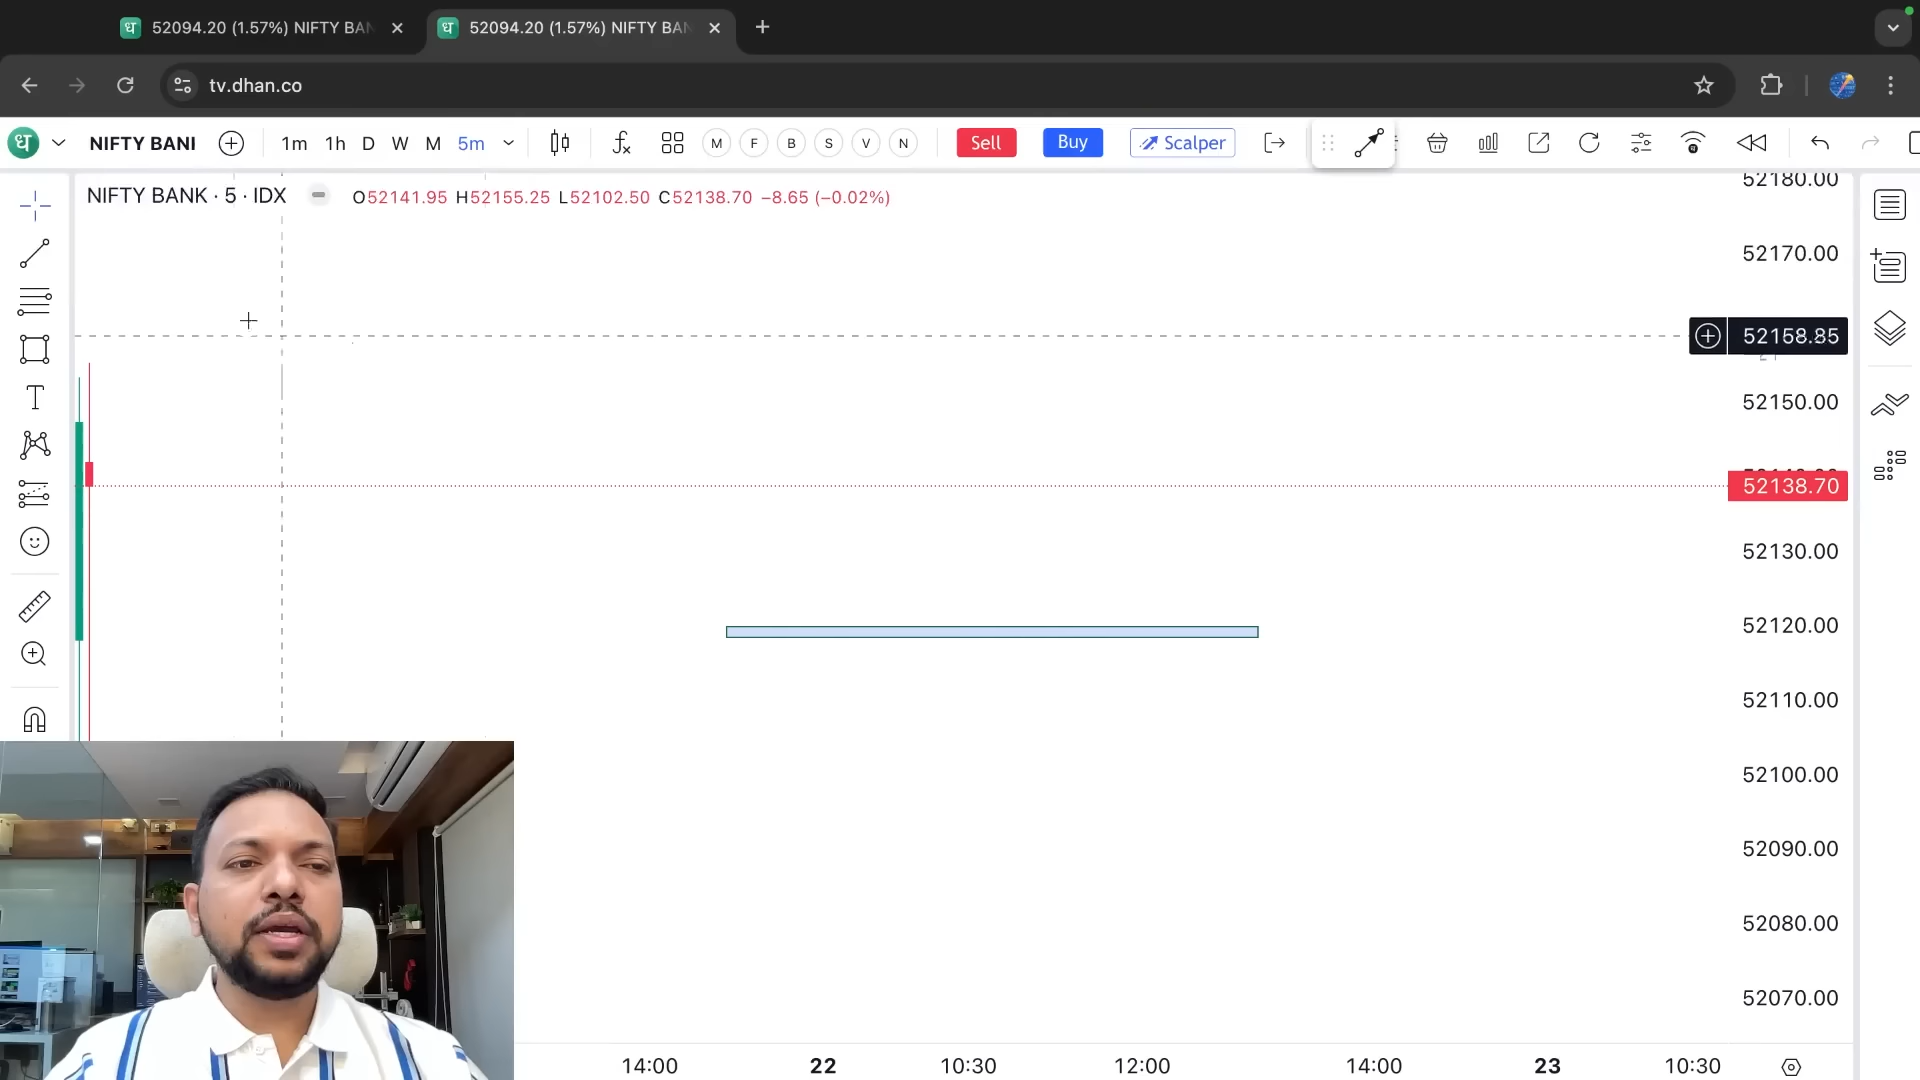 ध 52094.20 (1.57%) NIFTY BAN
ध 52094.20 (1.57%) NIFTY BAN
tv.dhan.co
ध NIFTY BANI 1m 1h D W M 5m M F B S V N Sell Buy Scalper
NIFTY BANK · 5 · IDX O52141.95 H52155.25 L52102.50 C52138.70 −8.65 (−0.02%)
52180.00
52170.00
52158.85
52150.00
52138.70
52130.00
52120.00
52110.00
52100.00
52090.00
52080.00
52070.00
14:00 22 10:30 12:00 14:00 23 10:30